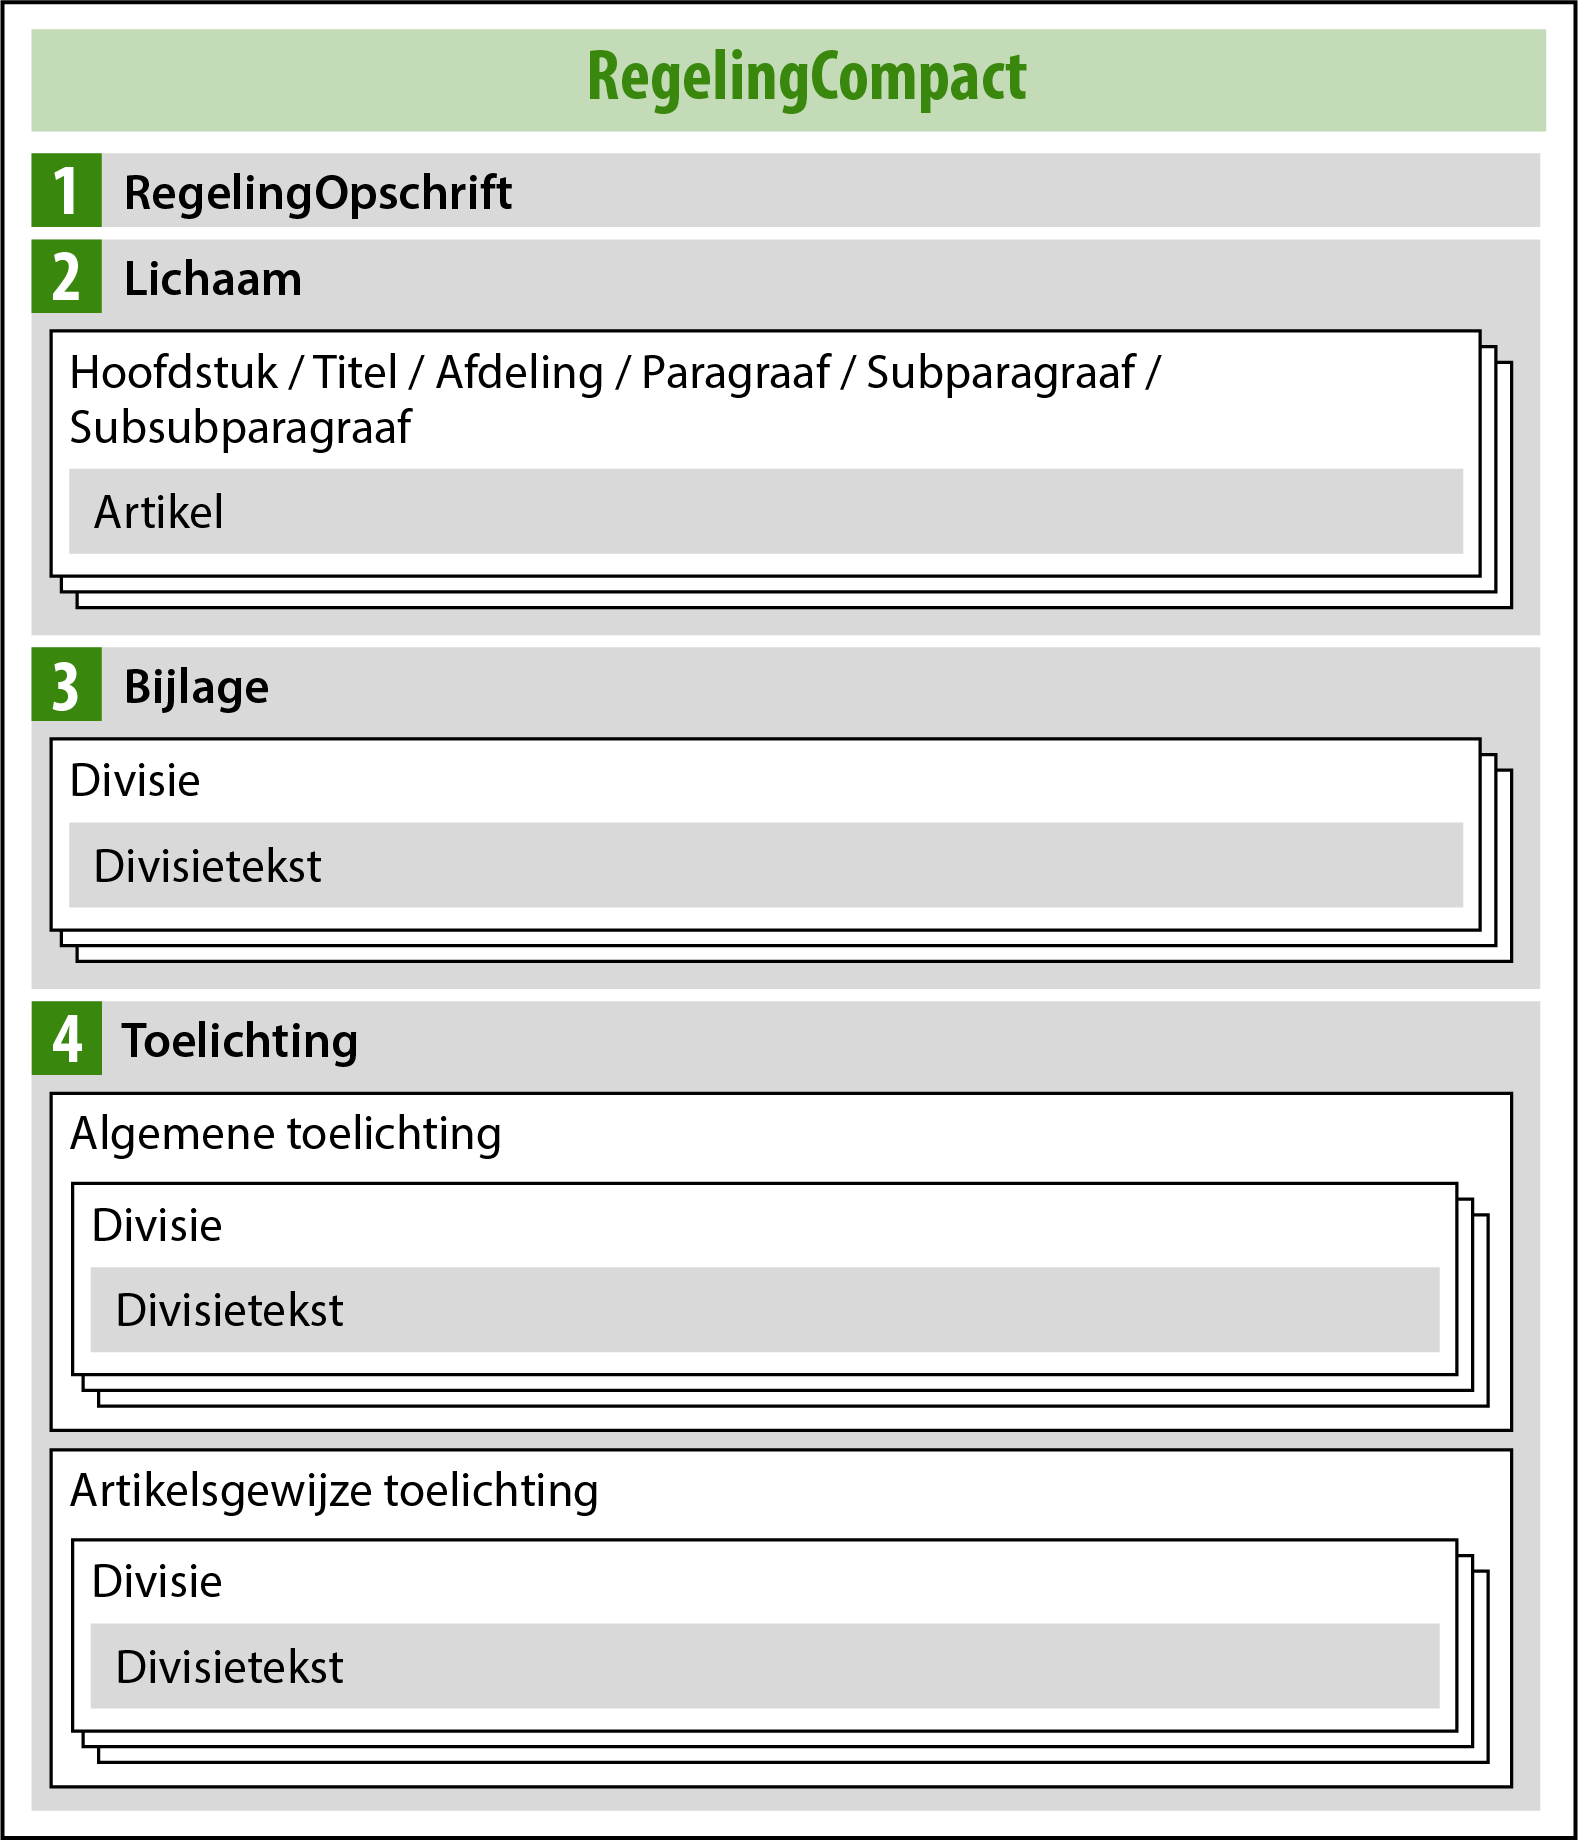 RegelingCompact
1 RegelingOpschrift
2 Lichaam
Hoofdstuk / Titel / Afdeling / Paragraaf / Subparagraaf /
Subsubparagraaf
Artikel
3 Bijlage
Divisie
Divisietekst
4 Toelichting
Algemene toelichting
Divisie
Divisietekst
Artikelsgewijze toelichting
Divisie
Divisietekst